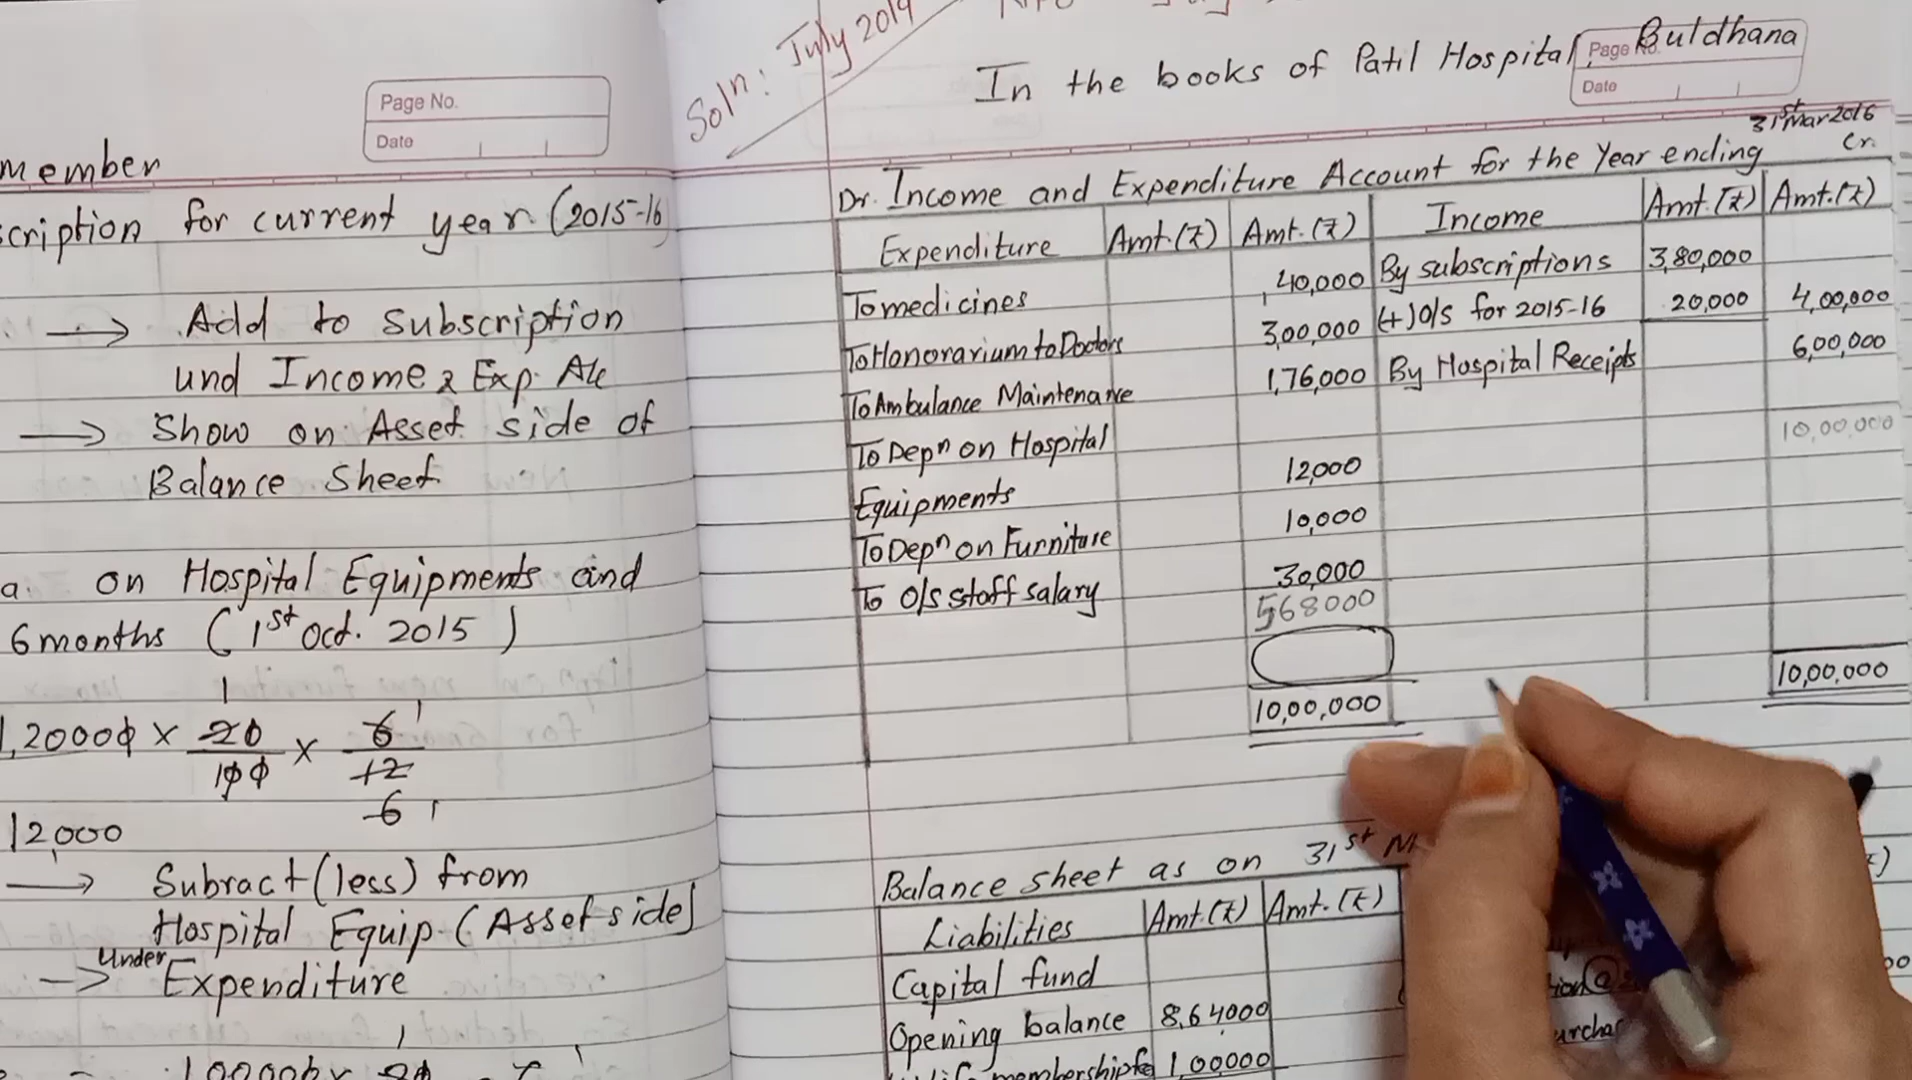 Page No.
Date
member
cription for current year (2015-16
→ Add to subscription
und Income & Exp. A/c
→ Show on Asset side of
Balance Sheet
a. on Hospital Equipments and
6 months (1st Oct. 2015)
1
,20000 × 20/100 × 6/12 1
6 1
12,000
→ Subract (less) from
Hospital Equip. (Asset side)
→ Under Expenditure
1
Soln: July 2019
In the books of Patil Hospital, Buldhana
Page No.
Date
31st Mar 2016
Dr. Income and Expenditure Account for the Year ending Cr.
Expenditure Amt.(₹) Amt.(₹) Income Amt.(₹) Amt.(₹)
To medicines 40,000 By subscriptions 3,80,000
To Honorarium to Doctors 3,00,000 (+) O/s for 2015-16 20,000 4,00,000
To Ambulance Maintenance 1,76,000 By Hospital Receipts 6,00,000
To Depn on Hospital 10,00,000
Equipments 12,000
To Depn on Furniture 10,000
To O/s staff salary 30,000
568000
10,00,000 10,00,000
Balance sheet as on 31st
Liabilities Amt.(₹) Amt.(₹)
Capital fund
Opening balance 8,64000
membership 1,00000